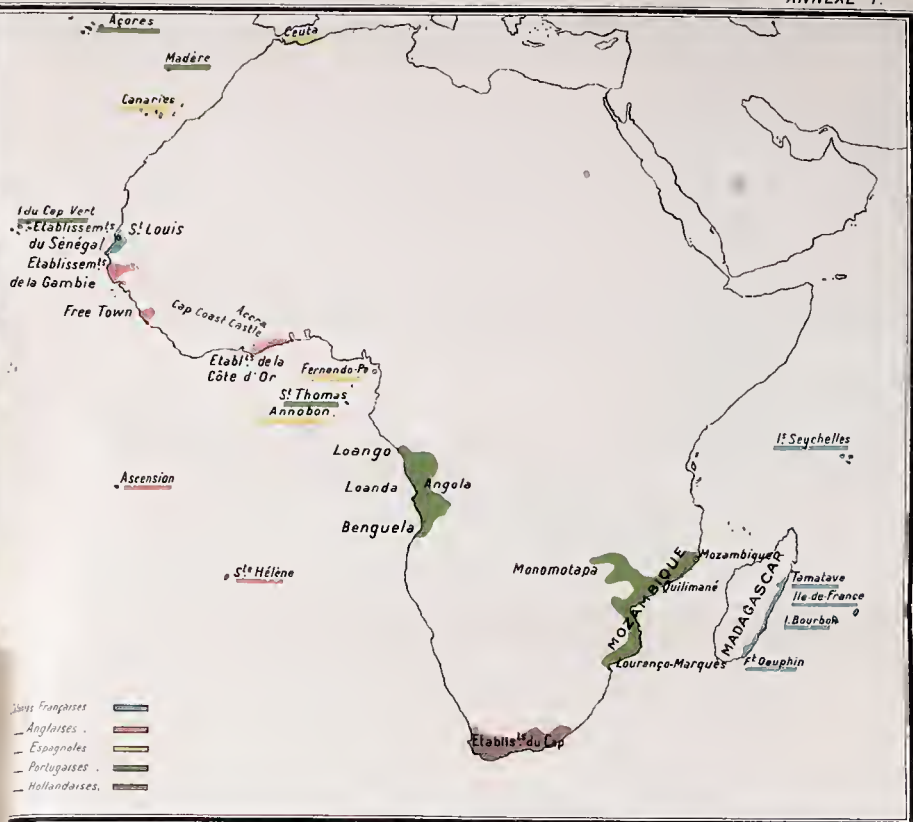 ANNEXE 1.
Açores
Ceuta
Madère
Canaries
I du Cap Vert
Etablissem.ts St. Louis
du Sénégal
Etablissem.ts
de la Gambie
Free Town
Accra
Cap Coast Castle
Etabl.ts de la
Côte d'Or
Fernando-Po
St. Thomas
Annobon.
Loango
Is Seychelles
Ascension
Loanda
Angola
Benguela
Mozambique
Monomotapa
MOZAMBIQUE
Quilimané
Ste Hélène
MADAGASCAR
Tamatave
Ile-de-France
I. Bourbon
Lourenço-Marquès
Ft Dauphin
Etablis.ts du Cap
Françaises
_ Anglaises .
_ Espagnoles
_ Portugaises .
_ Hollandaises.